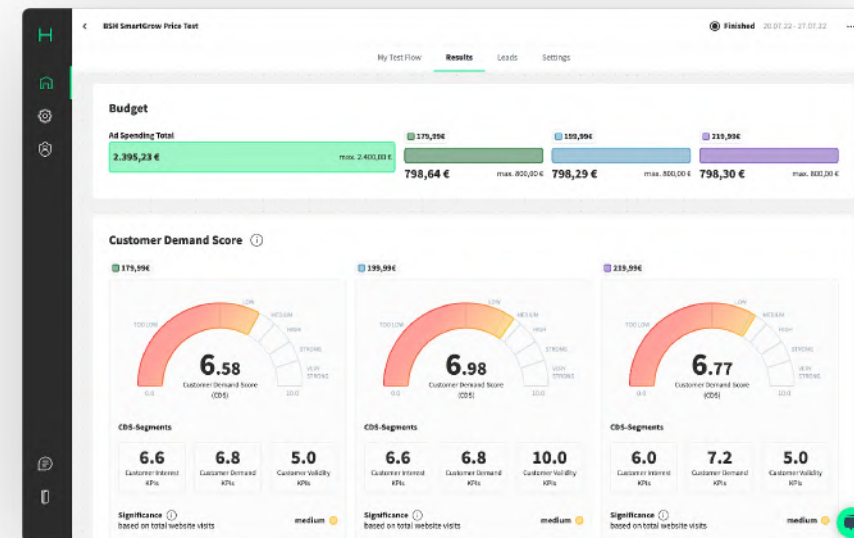 H
BSH SmartGrow Price Test
Finished 20.07.22 - 27.07.22
My Test Flow Results Leads Settings
Budget
Ad Spending Total 179,99€ 199,99€ 219,99€
2.395,23 € max. 2.400,00 €
798,64 € max. 800,00 € 798,29 € max. 800,00 € 798,30 € max. 800,00 €
Customer Demand Score
179,99€ 199,99€ 219,99€
TOO LOW LOW MEDIUM HIGH STRONG VERY STRONG
TOO LOW LOW MEDIUM HIGH STRONG VERY STRONG
TOO LOW LOW MEDIUM HIGH STRONG VERY STRONG
6.58 6.98 6.77
Customer Demand Score Customer Demand Score Customer Demand Score
(CDS) (CDS) (CDS)
0.0 10.0 0.0 10.0 0.0 10.0
CDS-Segments CDS-Segments CDS-Segments
6.6 6.8 5.0 6.6 6.8 10.0 6.0 7.2 5.0
Customer Interest Customer Demand Customer Validity Customer Interest Customer Demand Customer Validity Customer Interest Customer Demand Customer Validity
KPIs KPIs KPIs KPIs KPIs KPIs KPIs KPIs KPIs
Significance Significance Significance
based on total website visits medium based on total website visits medium based on total website visits medium